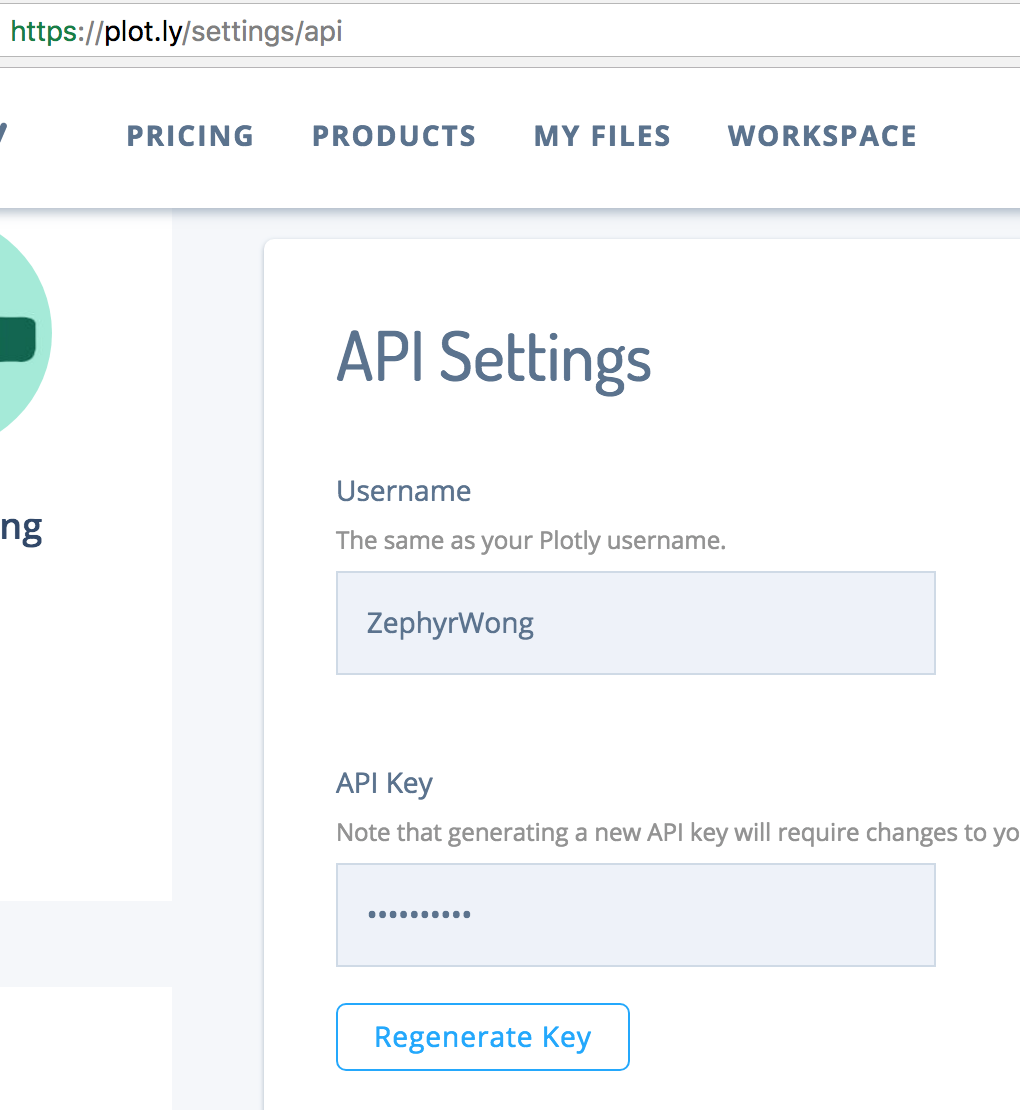 https://plot.ly/settings/api
PRICING PRODUCTS MY FILES WORKSPACE
API Settings
ng
Username
The same as your Plotly username.
ZephyrWong
API Key
Note that generating a new API key will require changes to yo
••••••••••
Regenerate Key